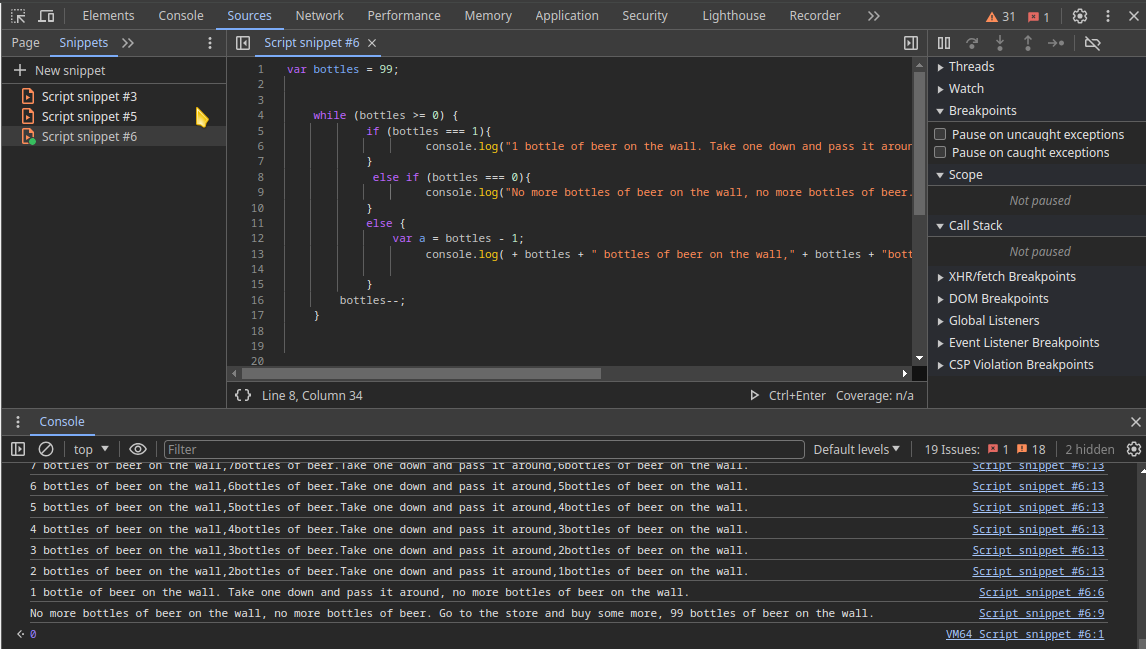 Elements Console Sources Network Performance Memory Application Security Lighthouse Recorder 31 1
Page Snippets
Script snippet #6
New snippet
Script snippet #3
Script snippet #5
Script snippet #6
1 var bottles = 99;
2
3
4 while (bottles >= 0) {
5 if (bottles === 1){
6 console.log("1 bottle of beer on the wall. Take one down and pass it aroun
7 }
8 else if (bottles === 0){
9 console.log("No more bottles of beer on the wall, no more bottles of beer.
10 }
11 else {
12 var a = bottles - 1;
13 console.log( + bottles + " bottles of beer on the wall," + bottles + "bott
14
15 }
16 bottles--;
17 }
18
19
20
{} Line 8, Column 34 Ctrl+Enter Coverage: n/a
Threads
Watch
Breakpoints
Pause on uncaught exceptions
Pause on caught exceptions
Scope
Not paused
Call Stack
Not paused
XHR/fetch Breakpoints
DOM Breakpoints
Global Listeners
Event Listener Breakpoints
CSP Violation Breakpoints
Console
top Filter Default levels 19 Issues: 1 18 2 hidden
7 bottles of beer on the wall,7bottles of beer.Take one down and pass it around,6bottles of beer on the wall. Script snippet #6:13
6 bottles of beer on the wall,6bottles of beer.Take one down and pass it around,5bottles of beer on the wall. Script snippet #6:13
5 bottles of beer on the wall,5bottles of beer.Take one down and pass it around,4bottles of beer on the wall. Script snippet #6:13
4 bottles of beer on the wall,4bottles of beer.Take one down and pass it around,3bottles of beer on the wall. Script snippet #6:13
3 bottles of beer on the wall,3bottles of beer.Take one down and pass it around,2bottles of beer on the wall. Script snippet #6:13
2 bottles of beer on the wall,2bottles of beer.Take one down and pass it around,1bottles of beer on the wall. Script snippet #6:13
1 bottle of beer on the wall. Take one down and pass it around, no more bottles of beer on the wall. Script snippet #6:6
No more bottles of beer on the wall, no more bottles of beer. Go to the store and buy some more, 99 bottles of beer on the wall. Script snippet #6:9
0 VM64 Script snippet #6:1